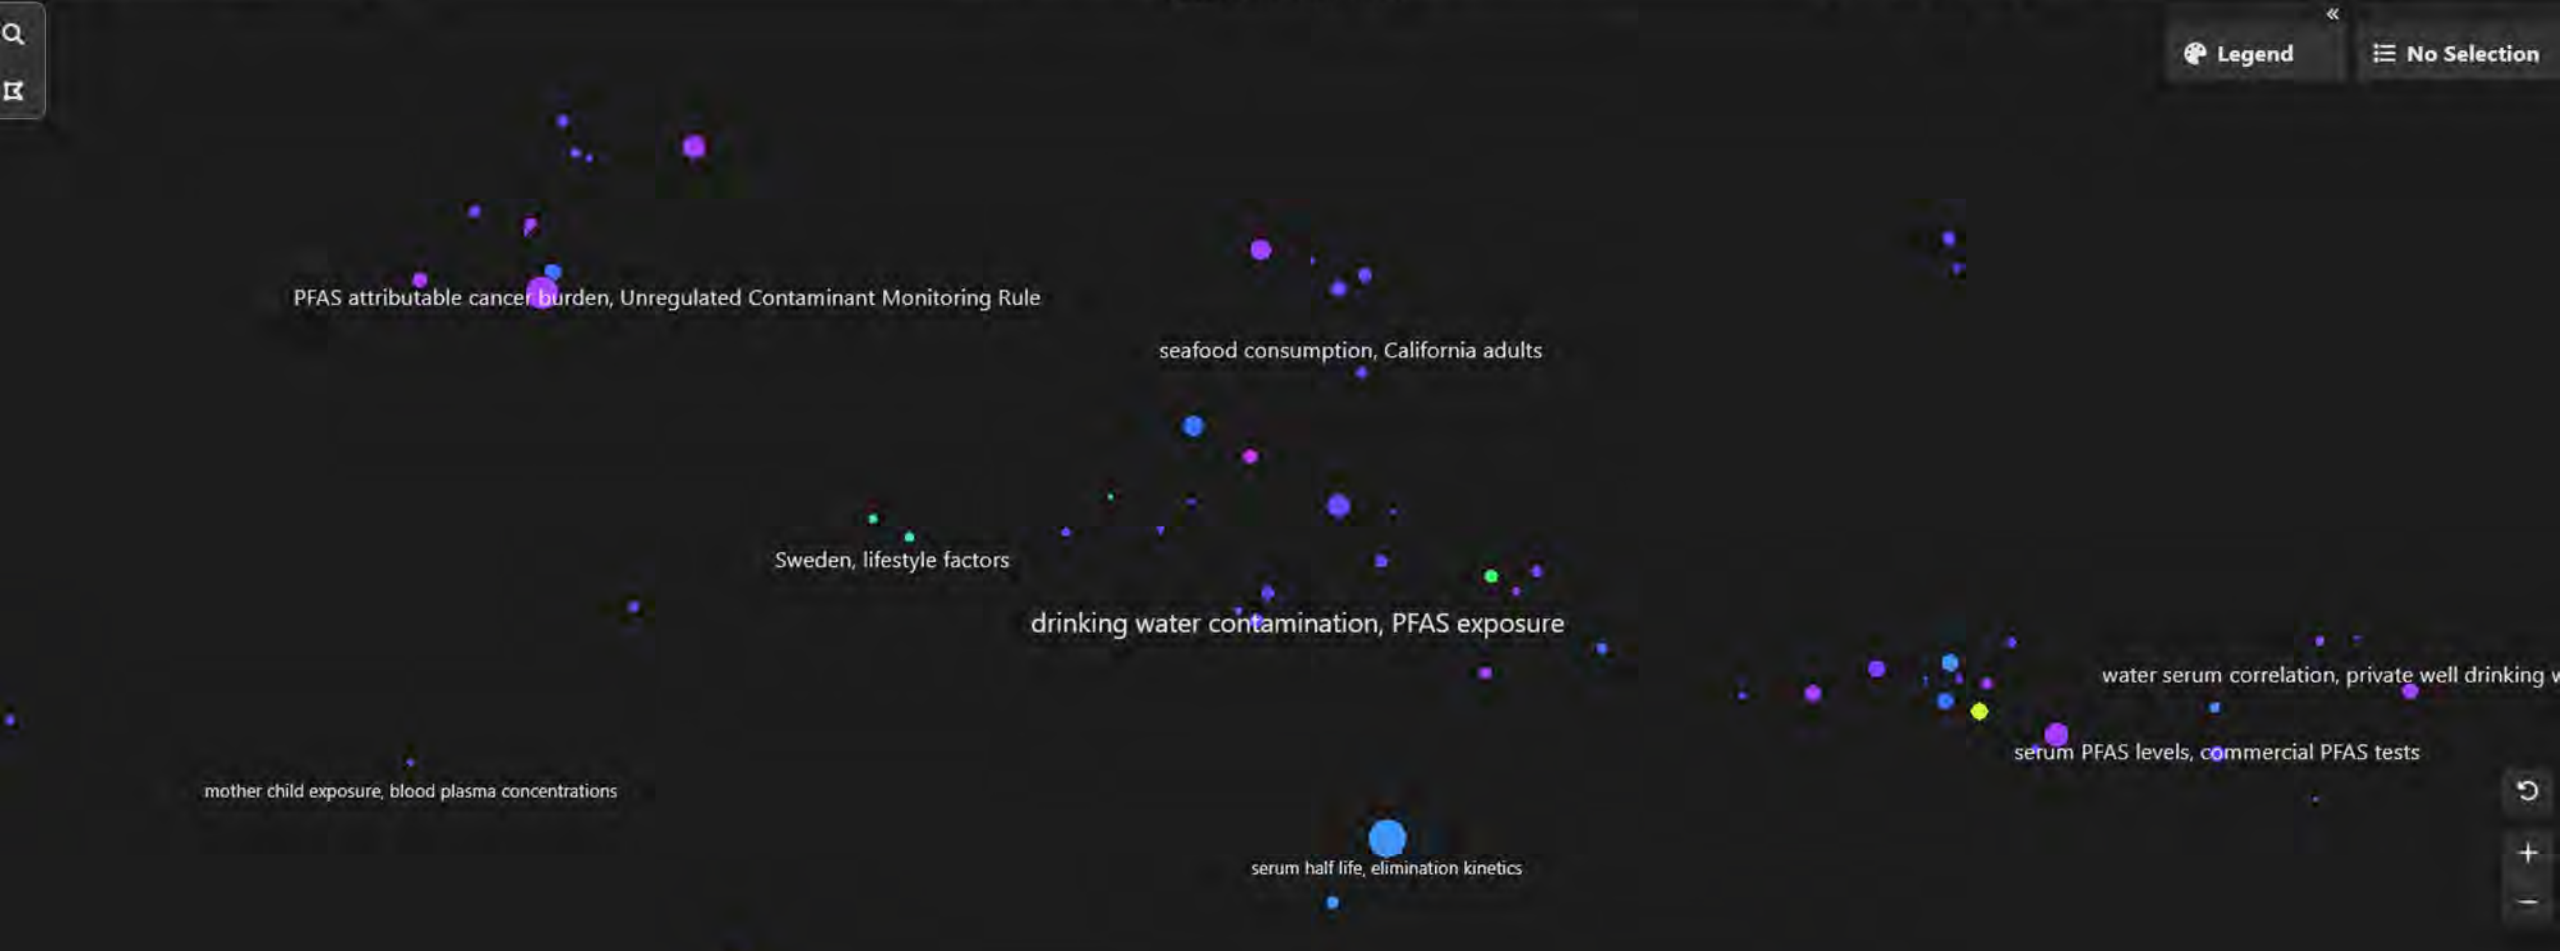 Legend
No Selection
PFAS attributable cancer burden, Unregulated Contaminant Monitoring Rule
seafood consumption, California adults
Sweden, lifestyle factors
drinking water contamination, PFAS exposure
water serum correlation, private well drinking
serum PFAS levels, commercial PFAS tests
mother child exposure, blood plasma concentrations
serum half life, elimination kinetics